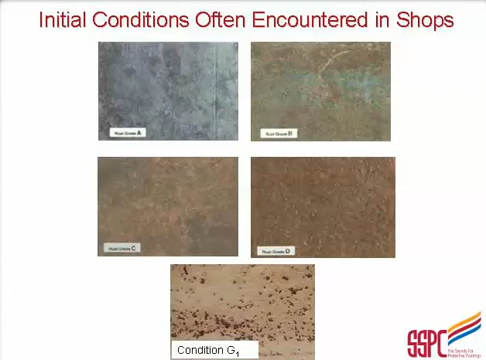 Initial Conditions Often Encountered in Shops
Rust Grade A
Rust Grade B
Rust Grade C
Rust Grade D
Condition G1
SSPC
The Society for
Protective Coatings